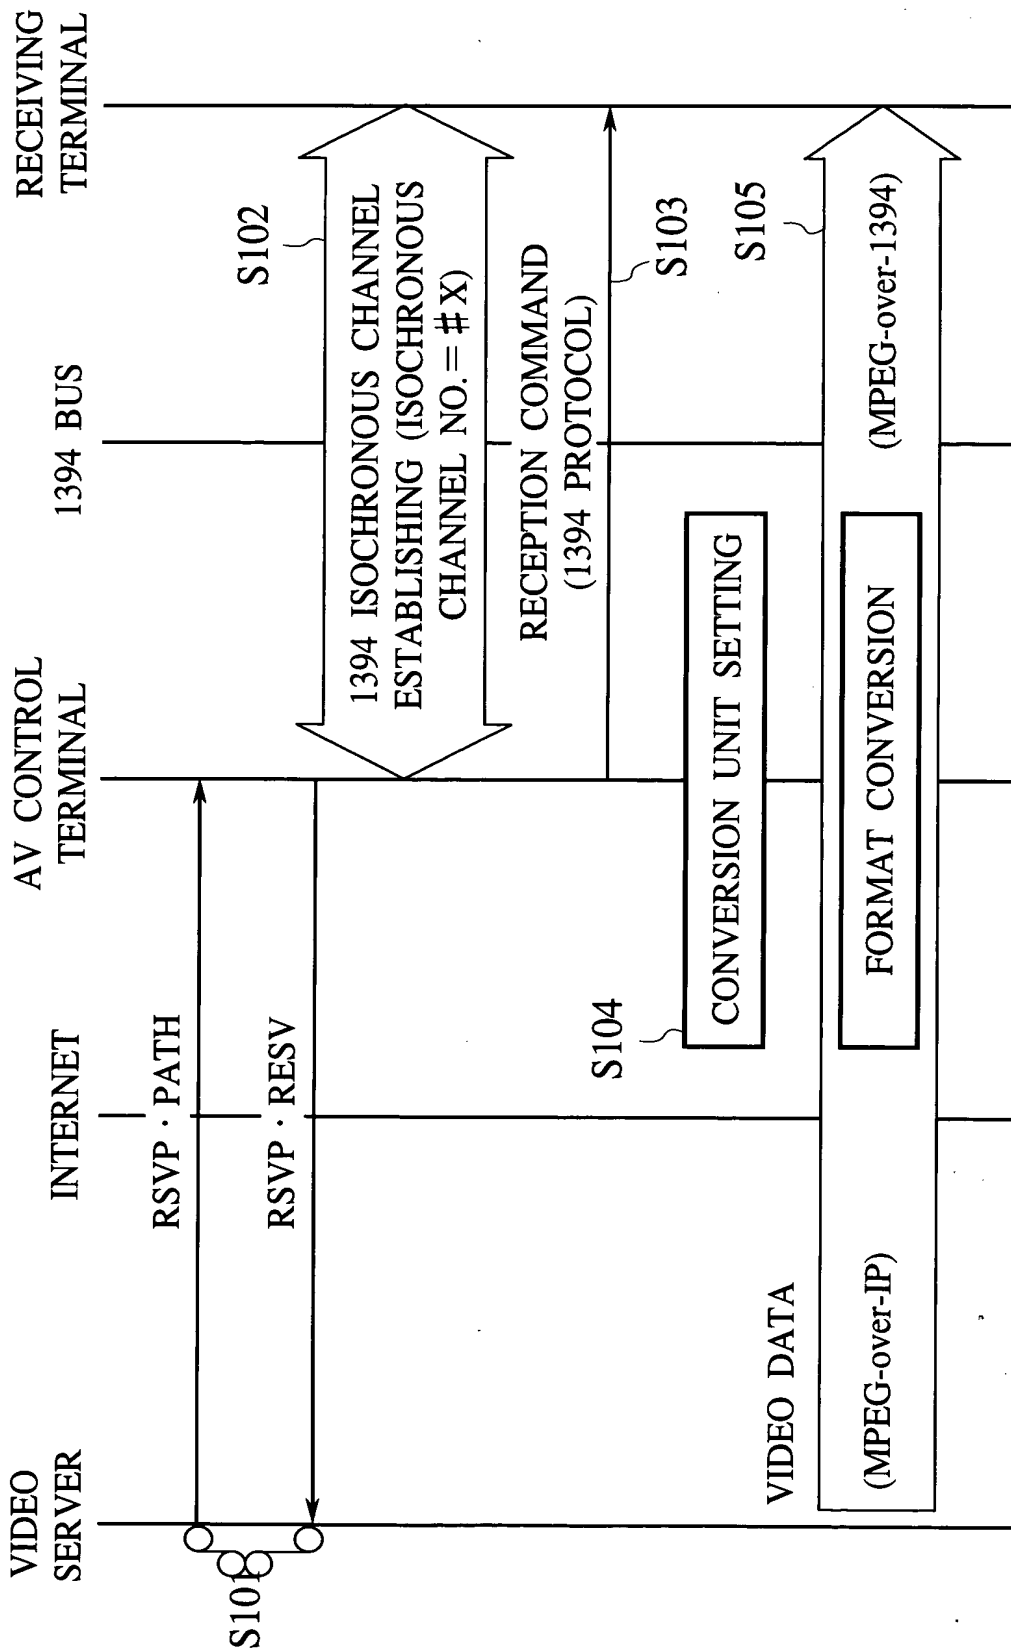 VIDEO
SERVER
INTERNET
AV CONTROL
TERMINAL
1394 BUS
RECEIVING
TERMINAL
S101
RSVP · PATH
RSVP · RESV
S102
1394 ISOCHRONOUS CHANNEL
ESTABLISHING (ISOCHRONOUS
CHANNEL NO.= #X)
RECEPTION COMMAND
(1394 PROTOCOL)
S103
S104
CONVERSION UNIT SETTING
VIDEO DATA
S105
(MPEG-over-IP)
FORMAT CONVERSION
(MPEG-over-1394)